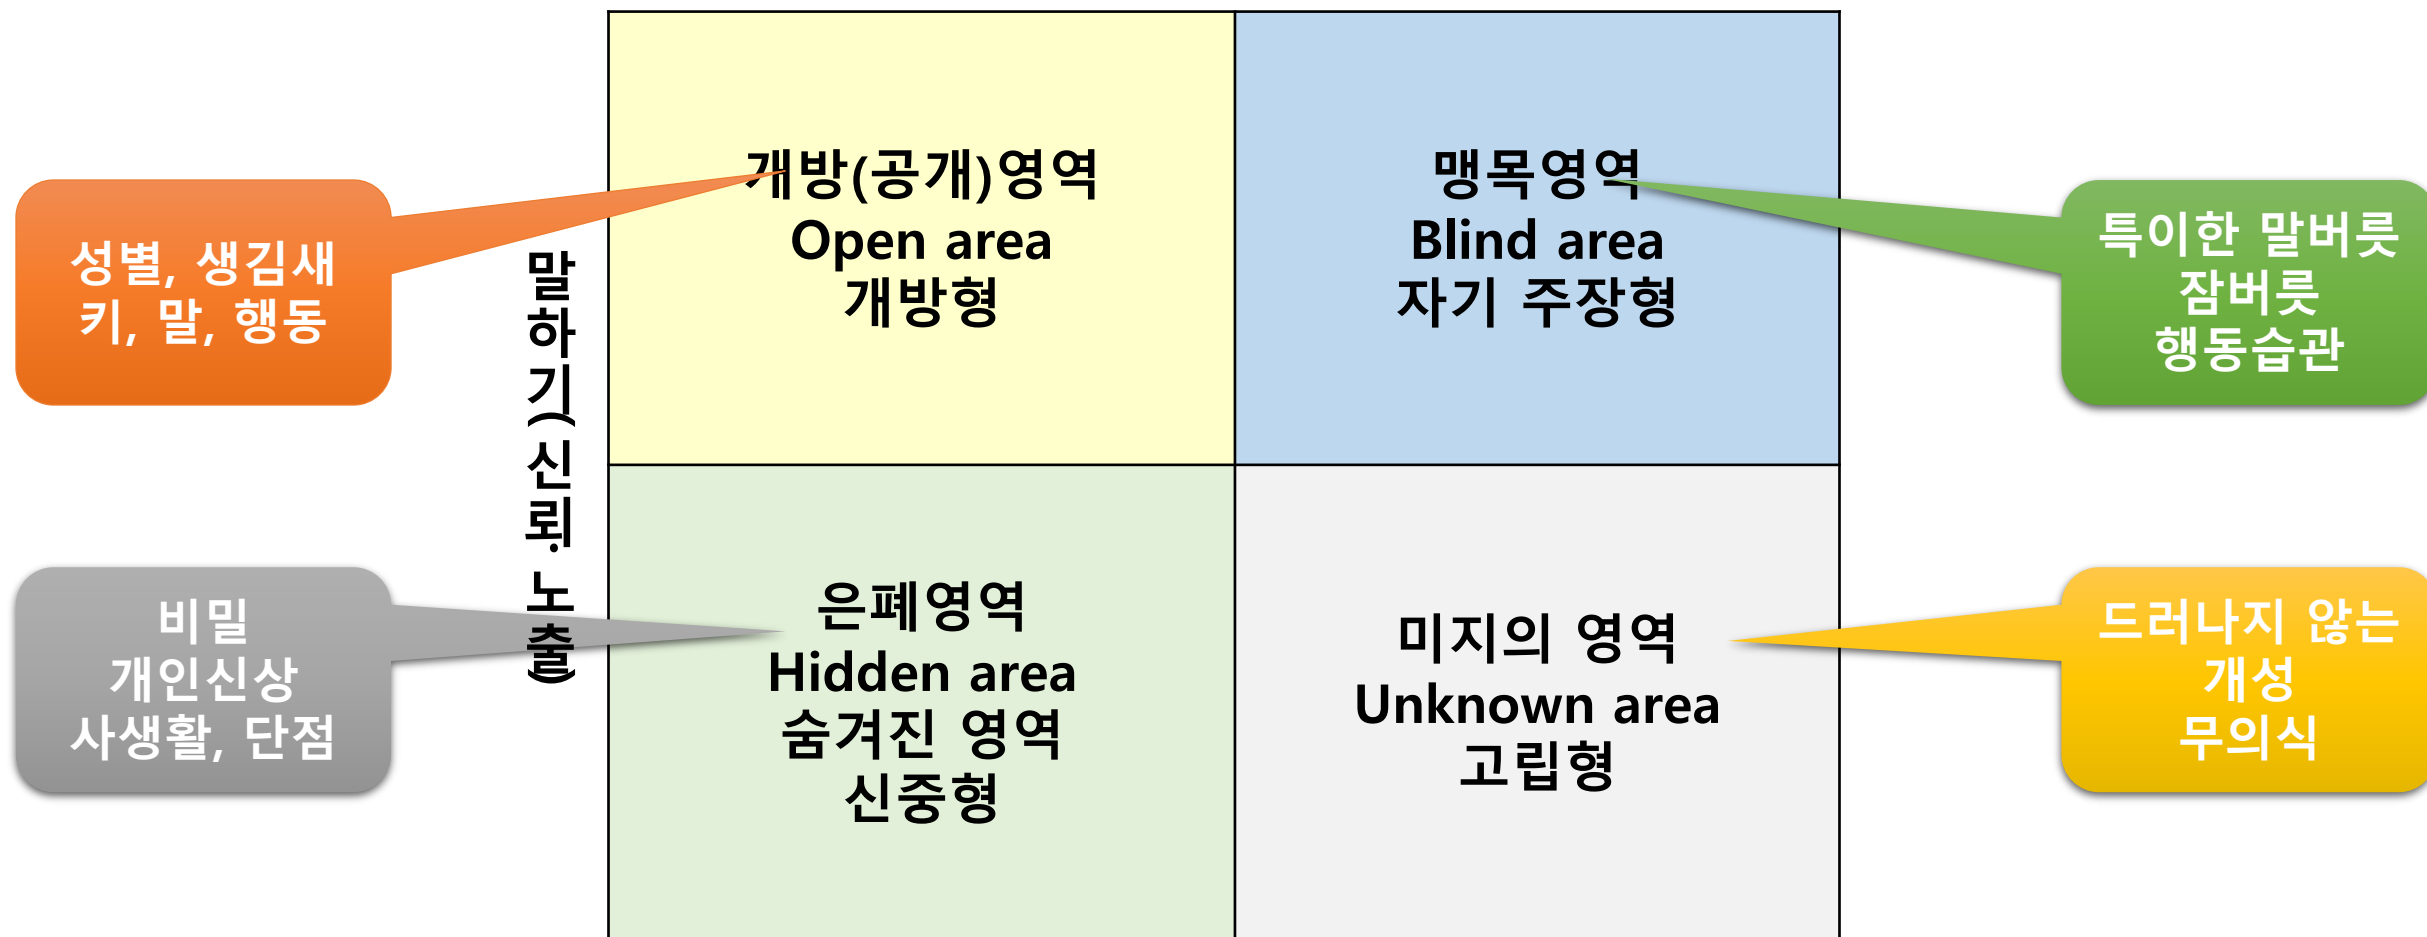 개방(공개)영역
Open area
개방형
맹목영역
Blind area
자기 주장형
성별, 생김새
키, 말, 행동
특이한 말버릇
잠버릇
행동습관
말하기(신뢰·노출)
은폐영역
Hidden area
숨겨진 영역
신중형
미지의 영역
Unknown area
고립형
비밀
개인신상
사생활, 단점
드러나지 않는
개성
무의식